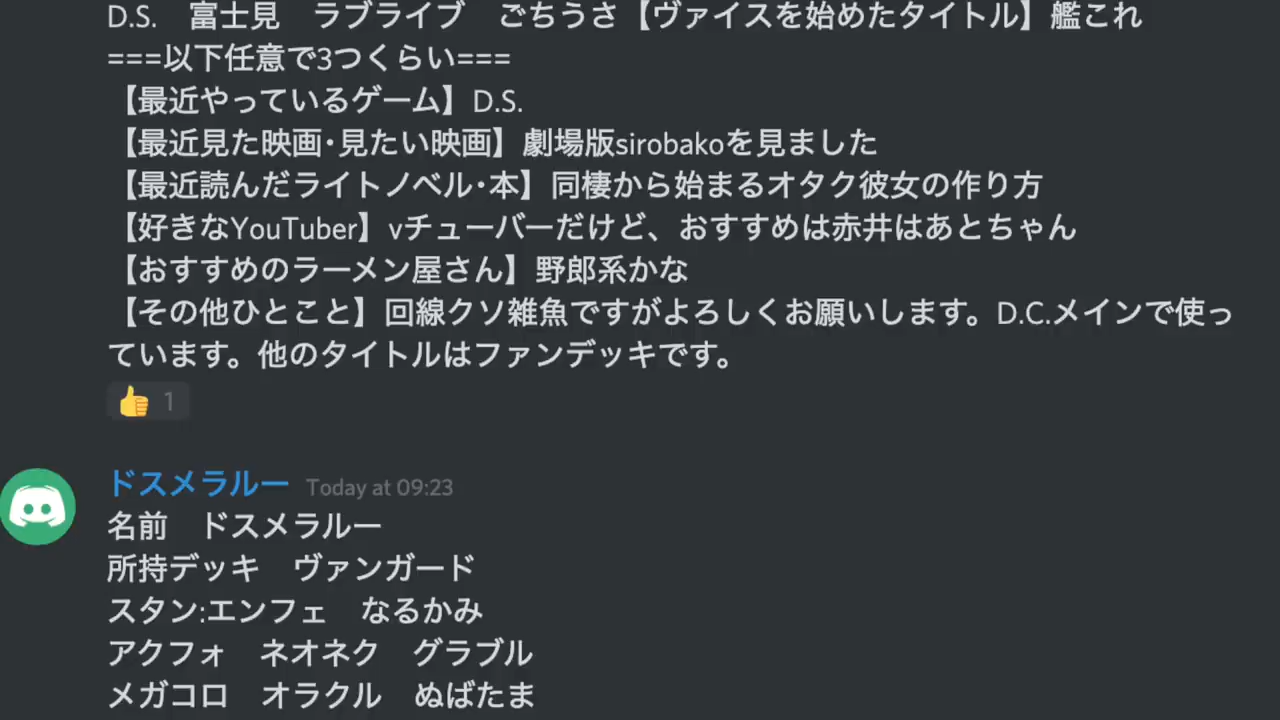 D.S.　富士見　ラブライブ　ごちうさ【ヴァイスを始めたタイトル】艦これ
===以下任意で3つくらい===
【最近やっているゲーム】D.S.
【最近見た映画・見たい映画】劇場版sirobakoを見ました
【最近読んだライトノベル・本】同棲から始まるオタク彼女の作り方
【好きなYouTuber】vチューバーだけど、おすすめは赤井はあとちゃん
【おすすめのラーメン屋さん】野郎系かな
【その他ひとこと】回線クソ雑魚ですがよろしくお願いします。D.C.メインで使っ
ています。他のタイトルはファンデッキです。
👍 1
ドスメラルー Today at 09:23
名前　ドスメラルー
所持デッキ　ヴァンガード
スタン:エンフェ　なるかみ
アクフォ　ネオネク　グラブル
メガコロ　オラクル　ぬばたま